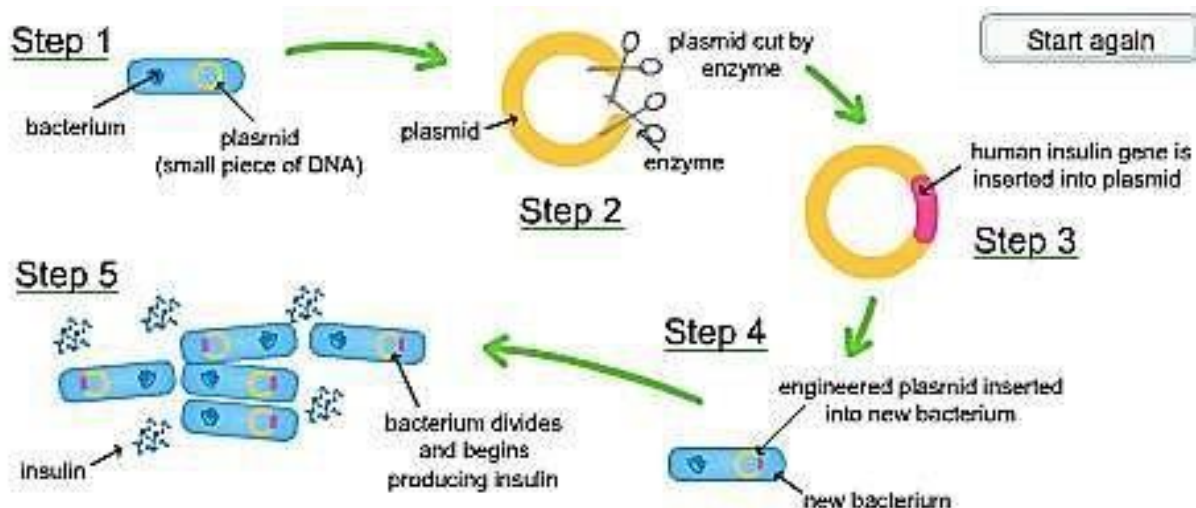 Step 1
bacterium
plasmid
(small piece of DNA)
plasmid
plasmid cut by
enzyme
enzyme
Step 2
Start again
human insulin gene is
inserted into plasmid
Step 3
Step 4
engineered plasmid inserted
into new bacterium
new bacterium
Step 5
insulin
bacterium divides
and begins
producing insulin